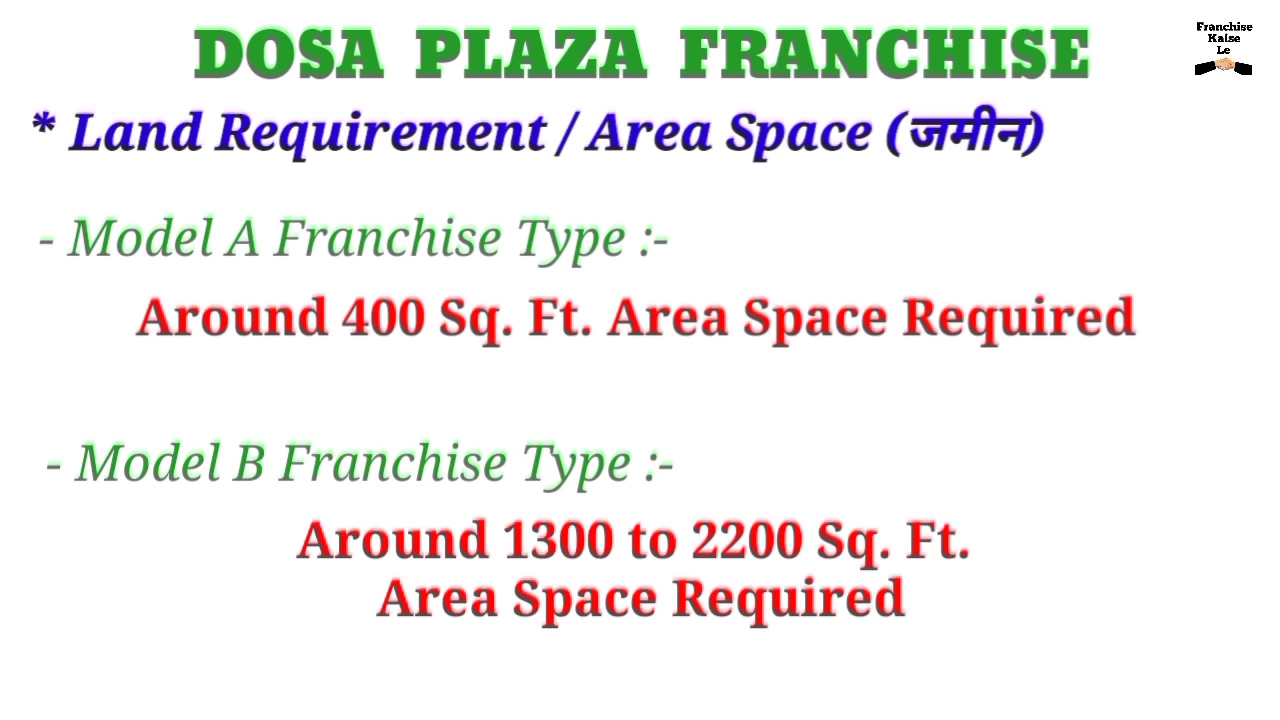 DOSA PLAZA FRANCHISE
Franchise
Kaise
Le
* Land Requirement / Area Space (जमीन)
- Model A Franchise Type :-
Around 400 Sq. Ft. Area Space Required
- Model B Franchise Type :-
Around 1300 to 2200 Sq. Ft.
Area Space Required